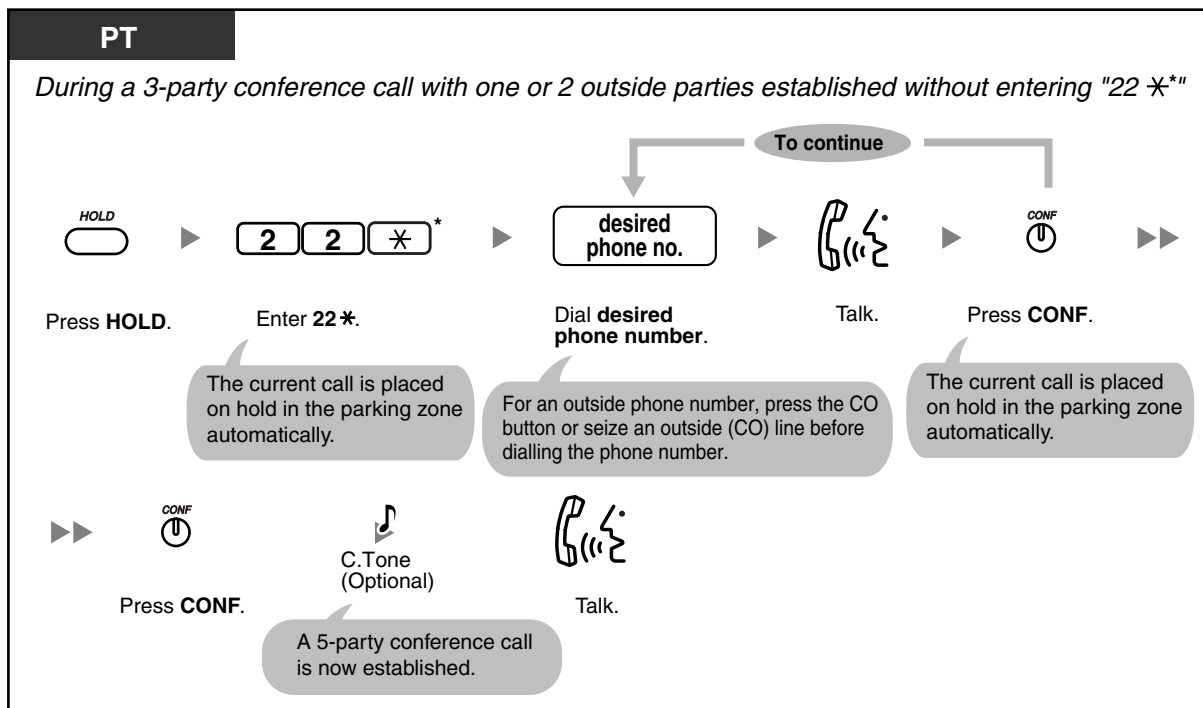 PT
During a 3-party conference call with one or 2 outside parties established without entering "22 ✳*"
To continue
HOLD
2 2 ✳ *
desired
phone no.
CONF
Press HOLD.
Enter 22 ✳.
Dial desired
phone number.
Talk.
Press CONF.
The current call is placed
on hold in the parking zone
automatically.
For an outside phone number, press the CO
button or seize an outside (CO) line before
dialling the phone number.
The current call is placed
on hold in the parking zone
automatically.
CONF
C.Tone
(Optional)
Press CONF.
Talk.
A 5-party conference call
is now established.